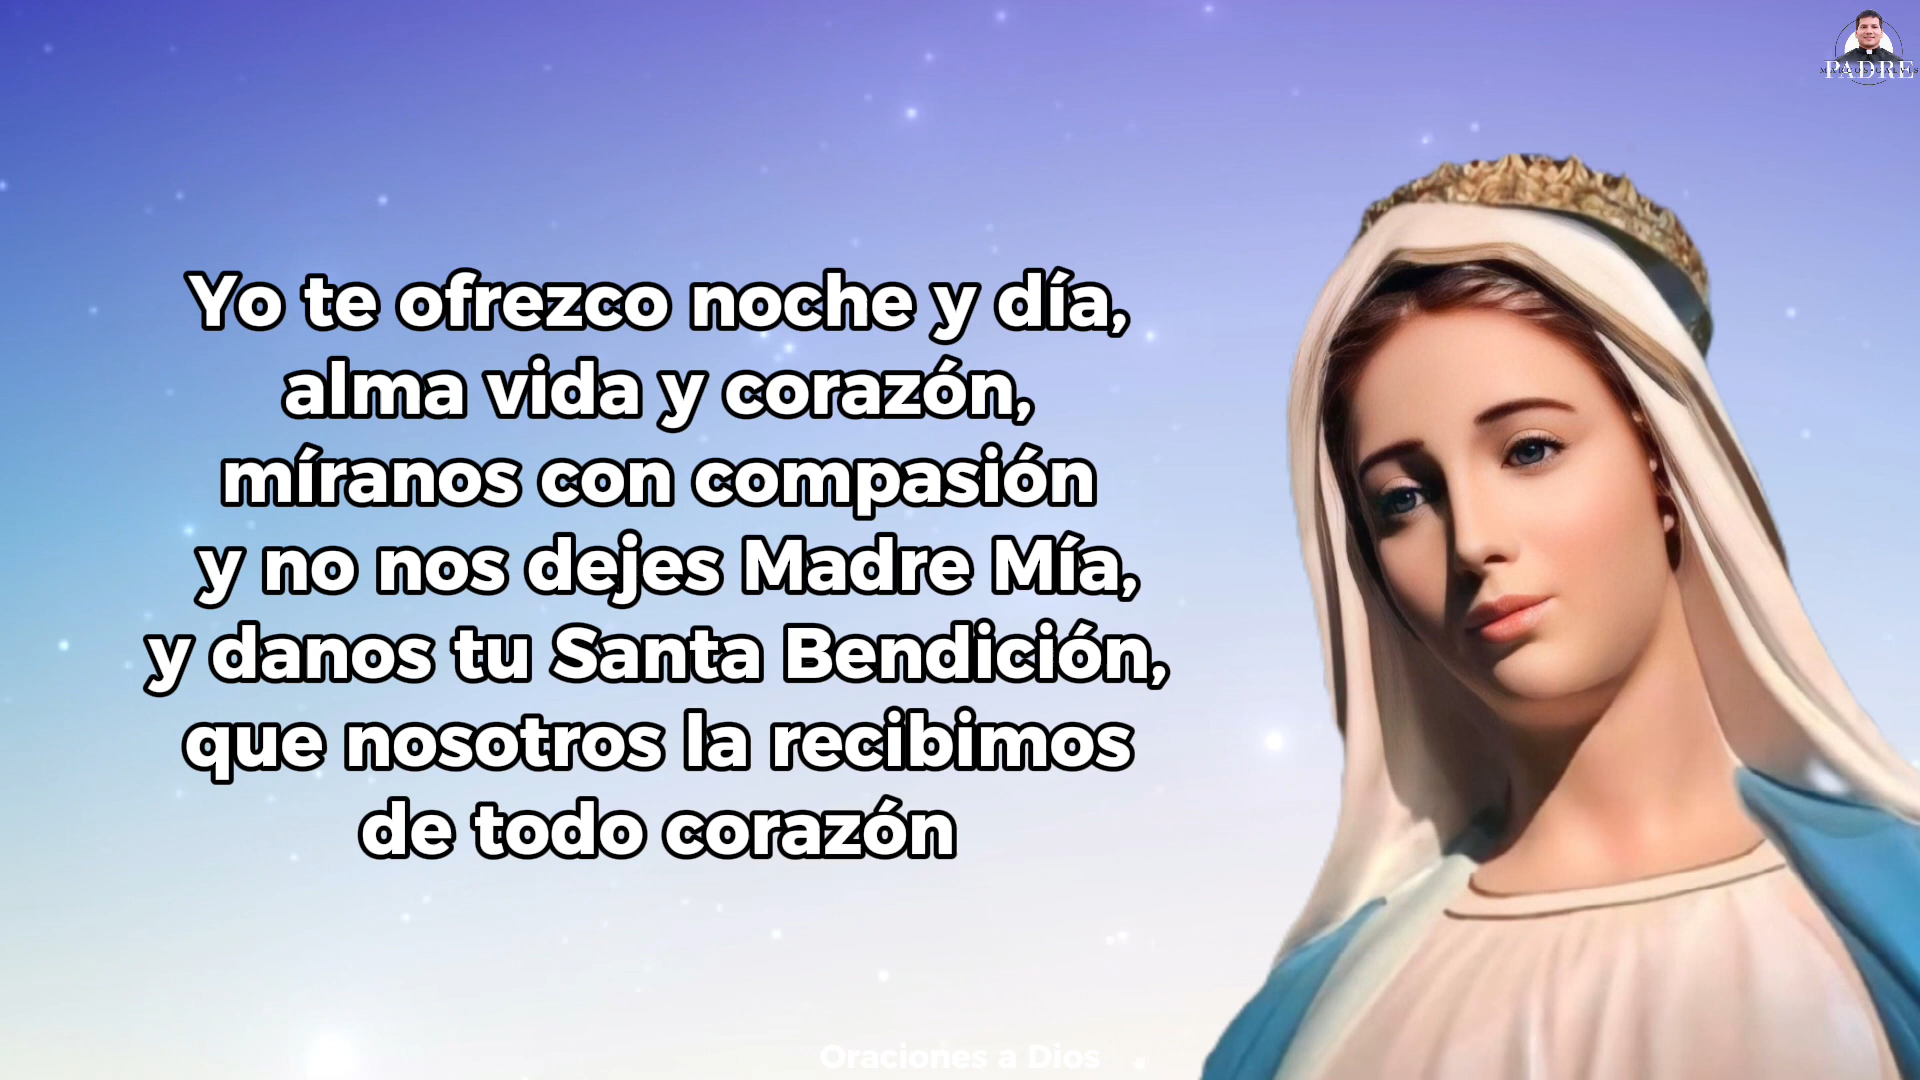 PADRE
Yo te ofrezco noche y día,
alma vida y corazón,
míranos con compasión
y no nos dejes Madre Mía,
y danos tu Santa Bendición,
que nosotros la recibimos
de todo corazón
Oraciones a Dios